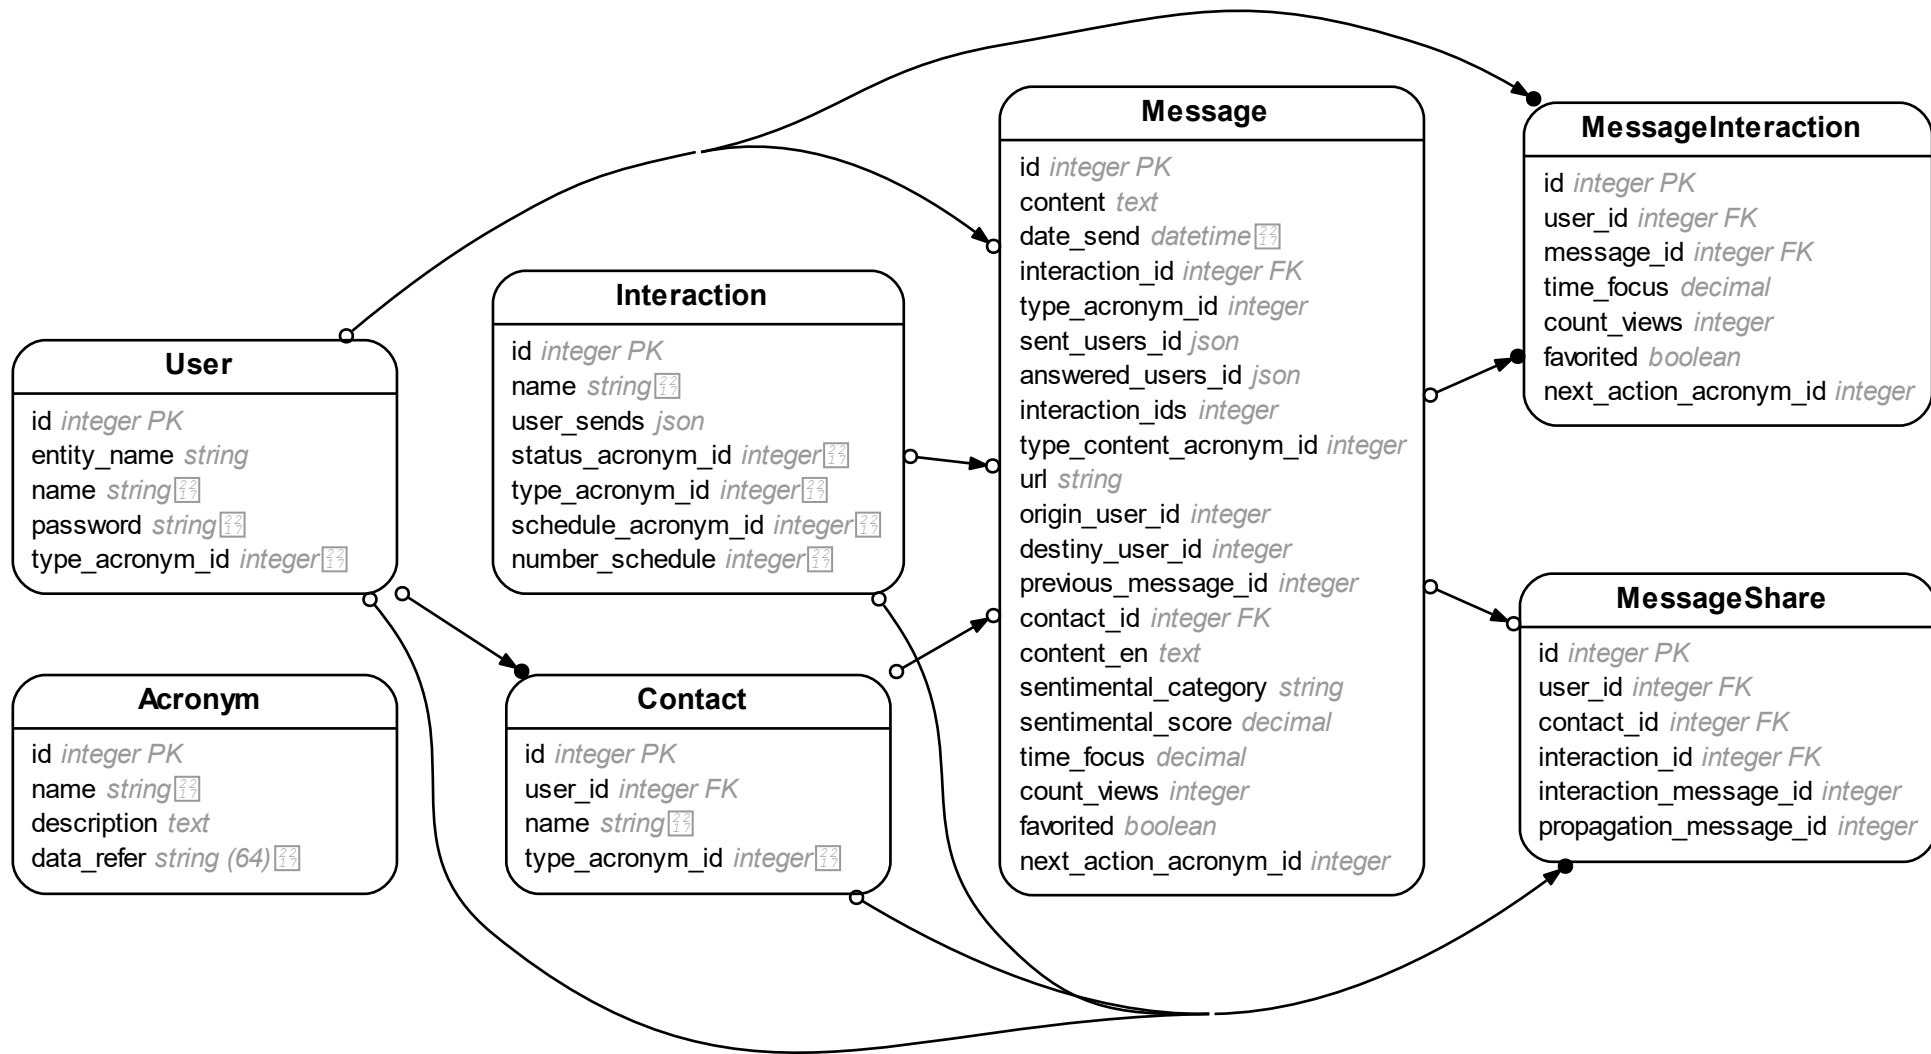 User
id integer PK
entity_name string
name string
password string
type_acronym_id integer
Acronym
id integer PK
name string
description text
data_refer string (64)
Interaction
id integer PK
name string
user_sends json
status_acronym_id integer
type_acronym_id integer
schedule_acronym_id integer
number_schedule integer
Contact
id integer PK
user_id integer FK
name string
type_acronym_id integer
Message
id integer PK
content text
date_send datetime
interaction_id integer FK
type_acronym_id integer
sent_users_id json
answered_users_id json
interaction_ids integer
type_content_acronym_id integer
url string
origin_user_id integer
destiny_user_id integer
previous_message_id integer
contact_id integer FK
content_en text
sentimental_category string
sentimental_score decimal
time_focus decimal
count_views integer
favorited boolean
next_action_acronym_id integer
MessageInteraction
id integer PK
user_id integer FK
message_id integer FK
time_focus decimal
count_views integer
favorited boolean
next_action_acronym_id integer
MessageShare
id integer PK
user_id integer FK
contact_id integer FK
interaction_id integer FK
interaction_message_id integer
propagation_message_id integer